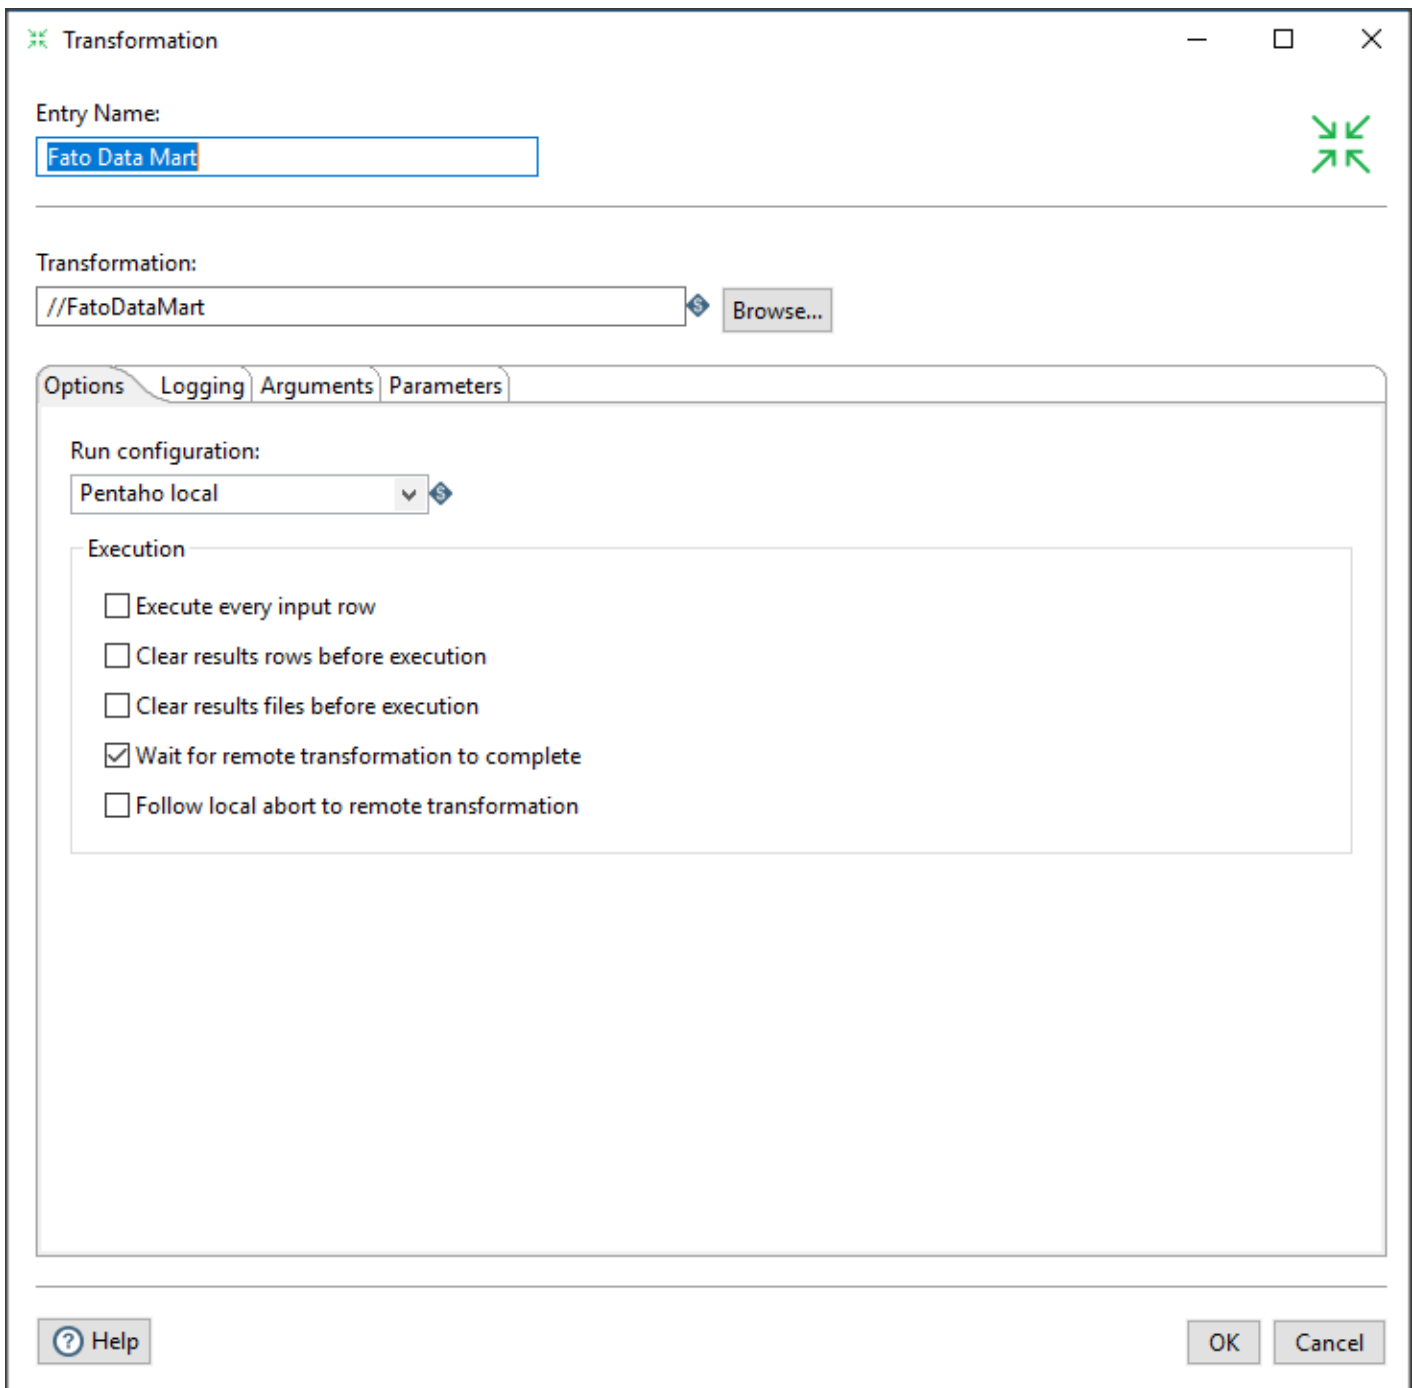 Transformation
Entry Name:
Fato Data Mart
Transformation:
//FatoDataMart
Browse...
Options Logging Arguments Parameters
Run configuration:
Pentaho local
Execution
Execute every input row
Clear results rows before execution
Clear results files before execution
Wait for remote transformation to complete
Follow local abort to remote transformation
Help
OK
Cancel